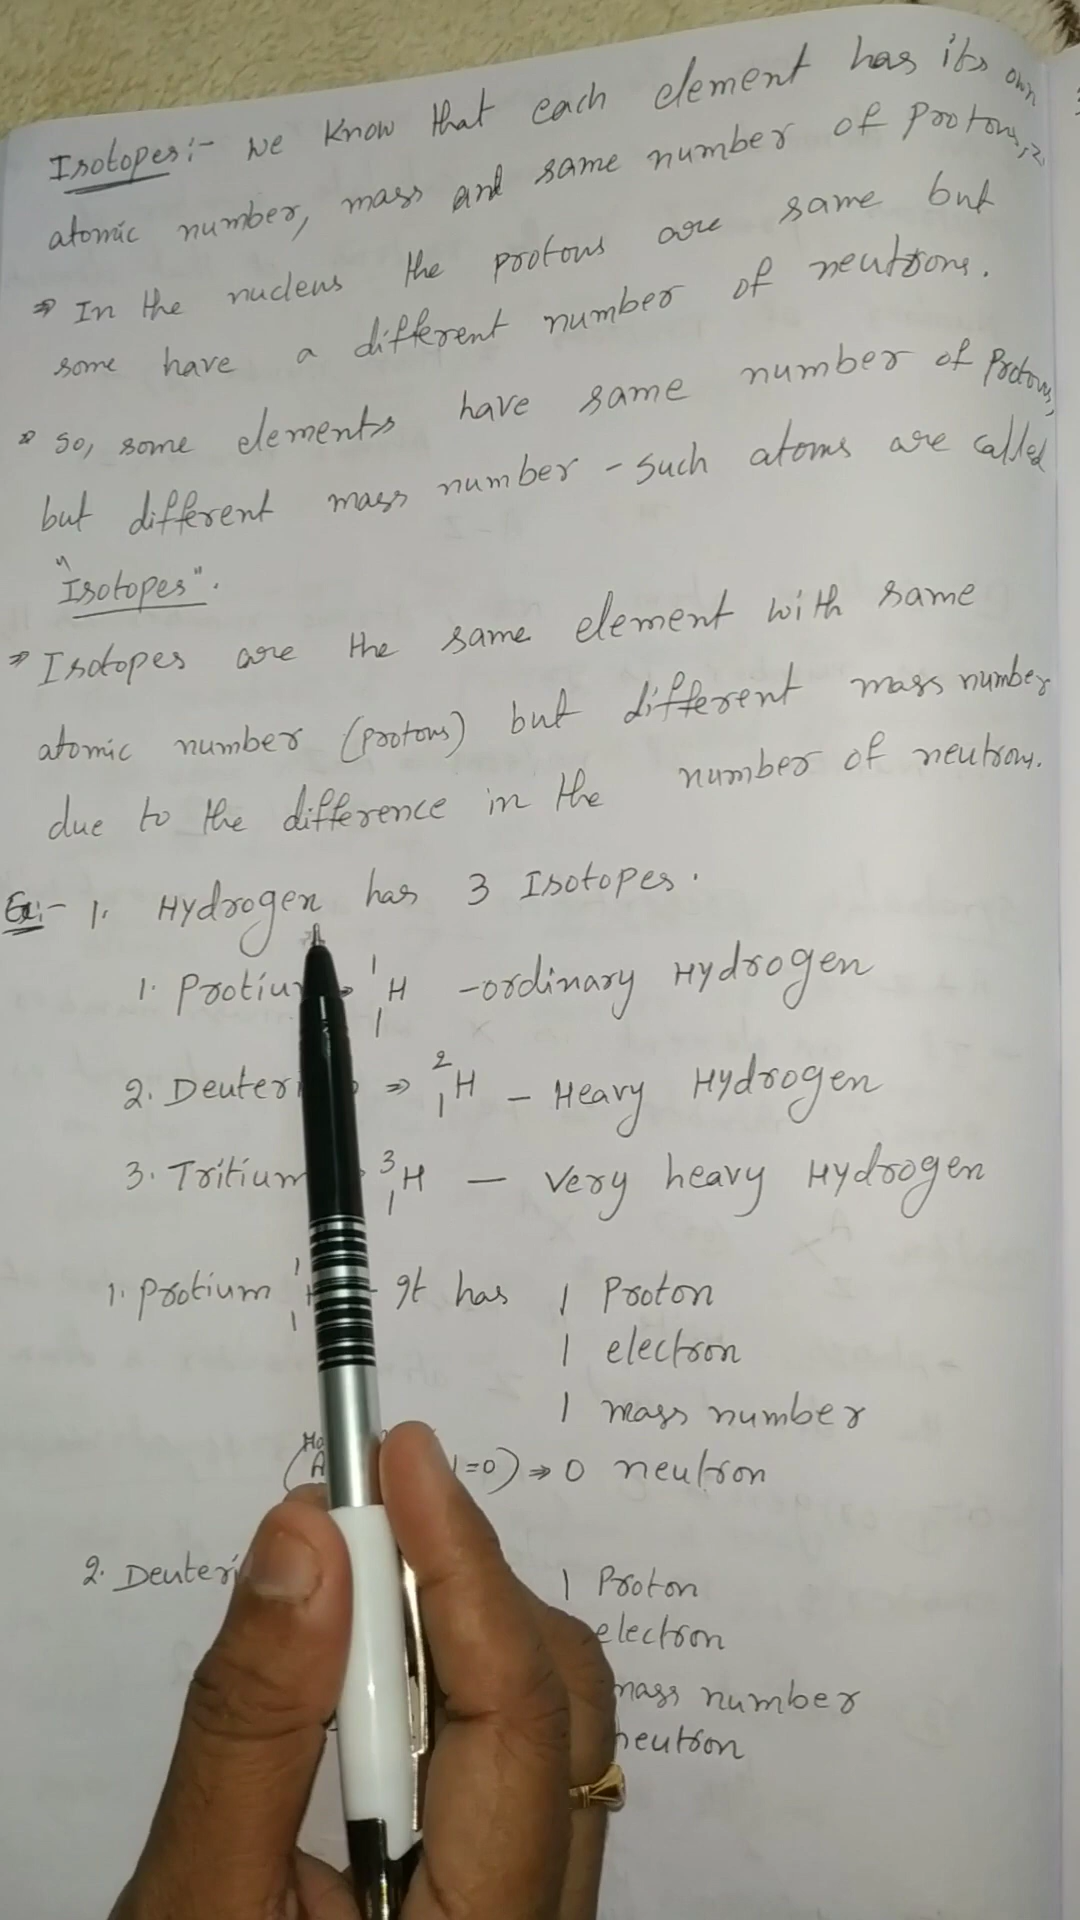 Isotopes:- we know that each element has its own
atomic number, mass and same number of protons,
⇒ In the nucleus the protons are same but
some have a different number of neutrons.
⇒ So, some elements have same number of Protons,
but different mass number - such atoms are called
"Isotopes".
⇒ Isotopes are the same element with same
atomic number (protons) but different mass number
due to the difference in the number of neutrons.
Ex:- 1. Hydrogen has 3 Isotopes.
1. Protium ⇒ ¹₁H - ordinary Hydrogen
2. Deuteri ⇒ ²₁H - Heavy Hydrogen
3. Tritium ³₁H - Very heavy Hydrogen
1. Protium ¹₁H - It has 1 Proton
1 electron
1 mass number
1=0) ⇒ 0 neutron
2. Deuteri 1 Proton
electron
mass number
neutron